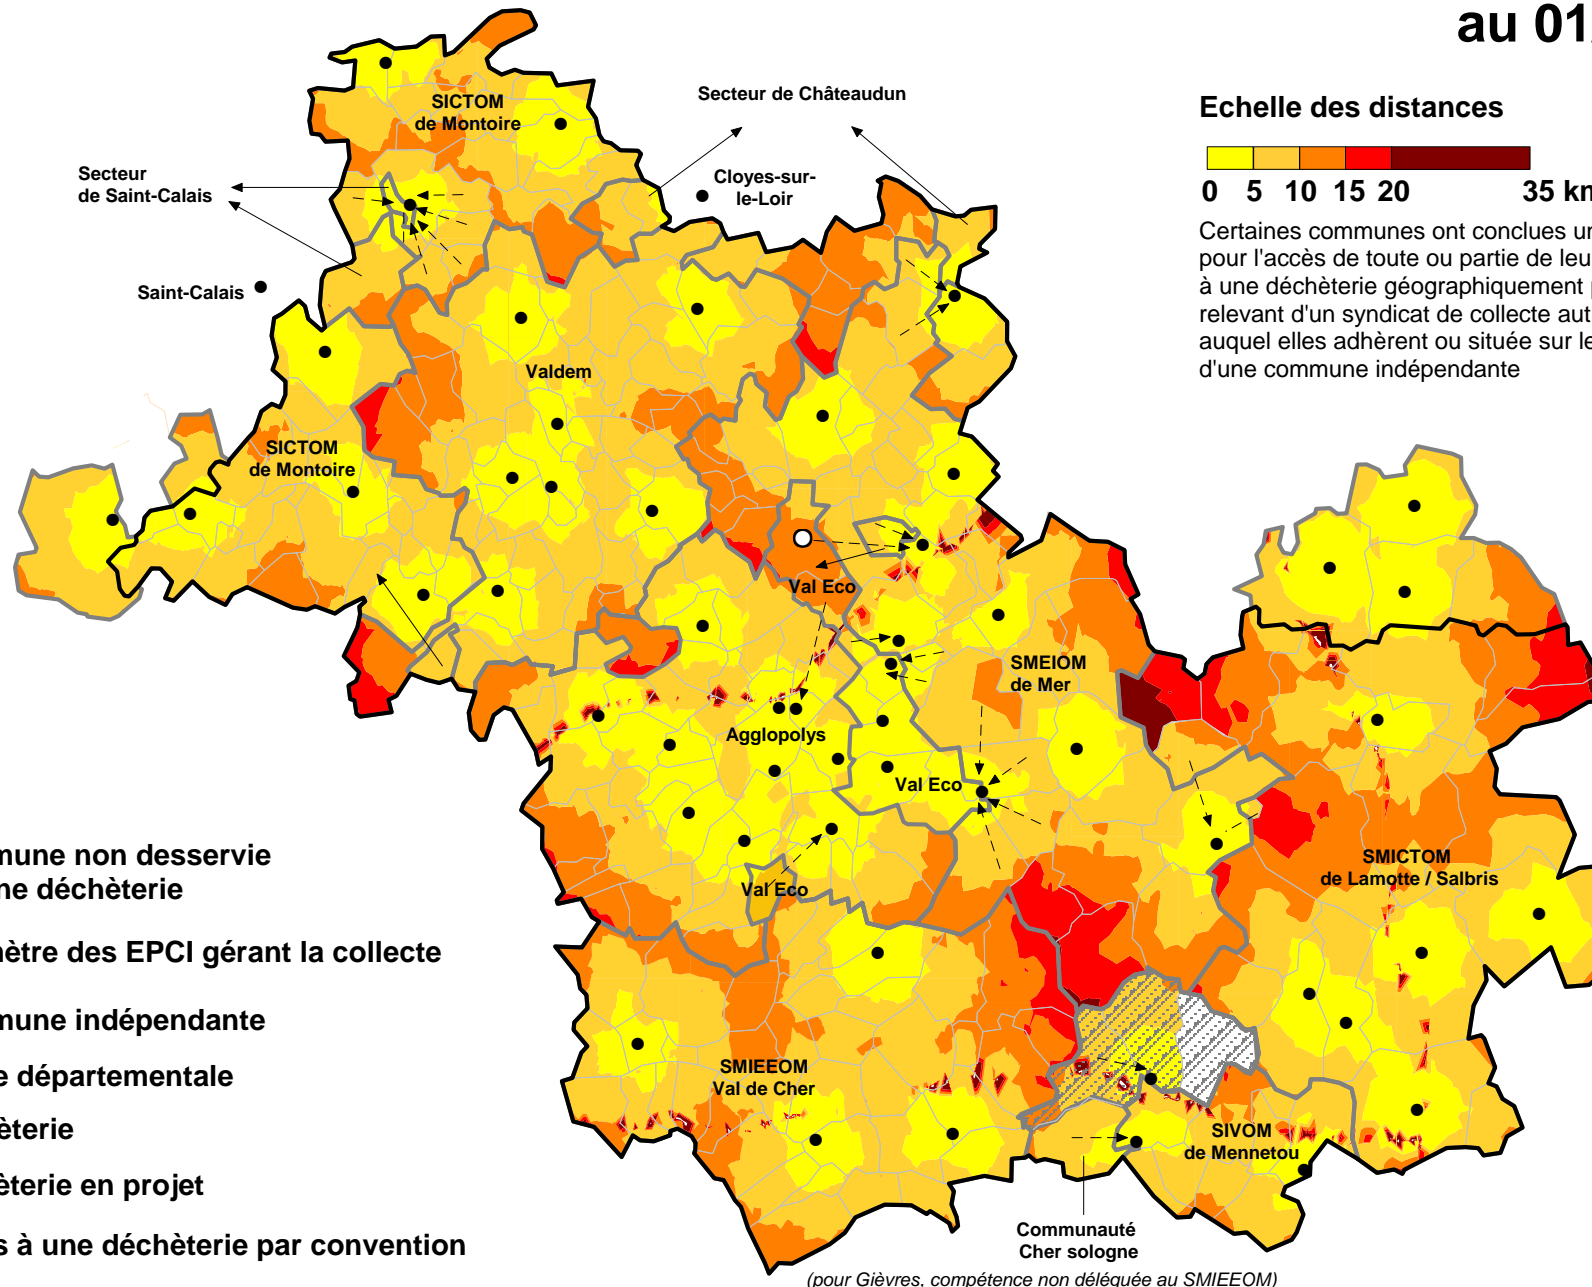 au 01
SICTOM
de Montoire
Secteur de Châteaudun
Echelle des distances
0 5 10 15 20 35 km
Secteur
de Saint-Calais
Cloyes-sur-
le-Loir
Certaines communes ont conclues un
pour l'accès de toute ou partie de leu
à une déchèterie géographiquement
relevant d'un syndicat de collecte aut
auquel elles adhèrent ou située sur le
d'une commune indépendante
Saint-Calais
Valdem
SICTOM
de Montoire
Val Eco
SMEIOM
de Mer
Agglopolys
Val Eco
Val Eco
SMICTOM
de Lamotte / Salbris
mune non desservie
ne déchèterie
nètre des EPCI gérant la collecte
mune indépendante
e départementale
èterie
èterie en projet
s à une déchèterie par convention
SMIEEOM
Val de Cher
SIVOM
de Mennetou
Communauté
Cher sologne
(pour Gièvres, compétence non déléguée au SMIEEOM)